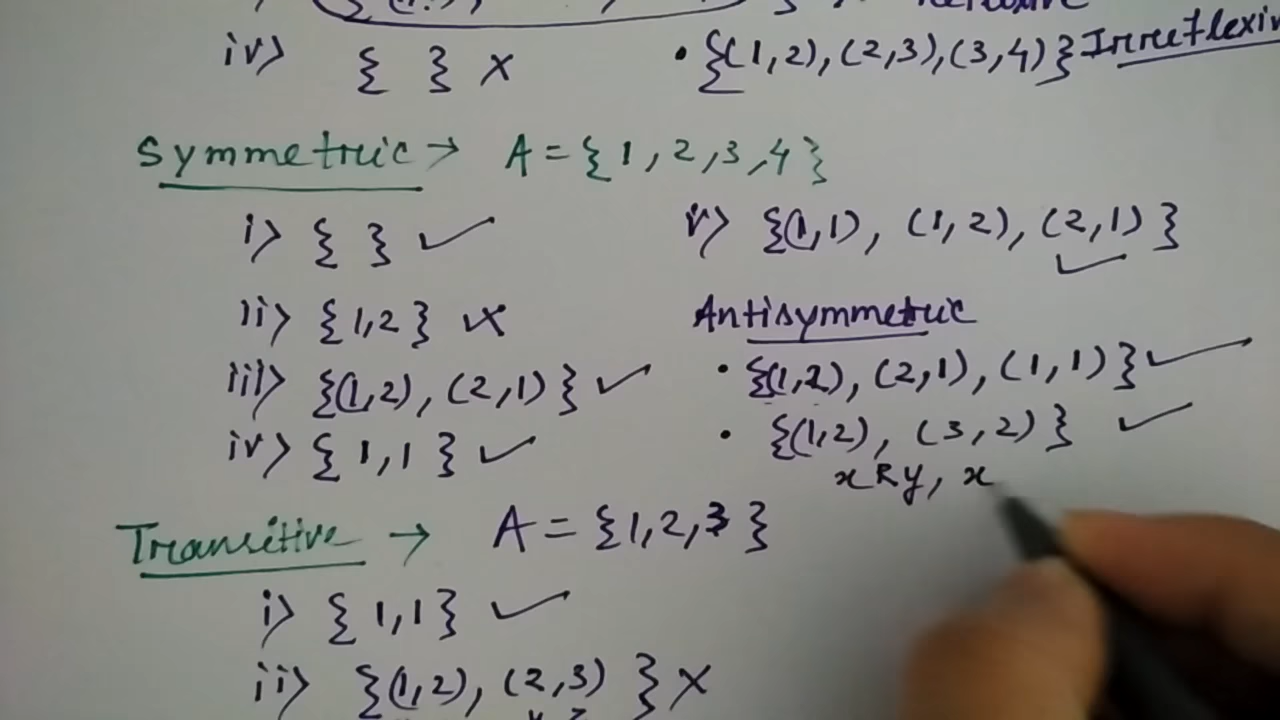 iv> { } × • {(1,2),(2,3),(3,4)} Irreflexiv
Symmetric → A={1,2,3,4}
i> { } ✓
ii> {1,2} ×
iii> {(1,2),(2,1)} ✓
iv> {1,1} ✓
v> {(1,1), (1,2), (2,1)} ✓
Antisymmetric
• {(1,2), (2,1), (1,1)} ✓
• {(1,2), (3,2)} ✓
xRy, x
Transitive → A={1,2,3}
i> {1,1} ✓
ii> {(1,2), (2,3) } ×